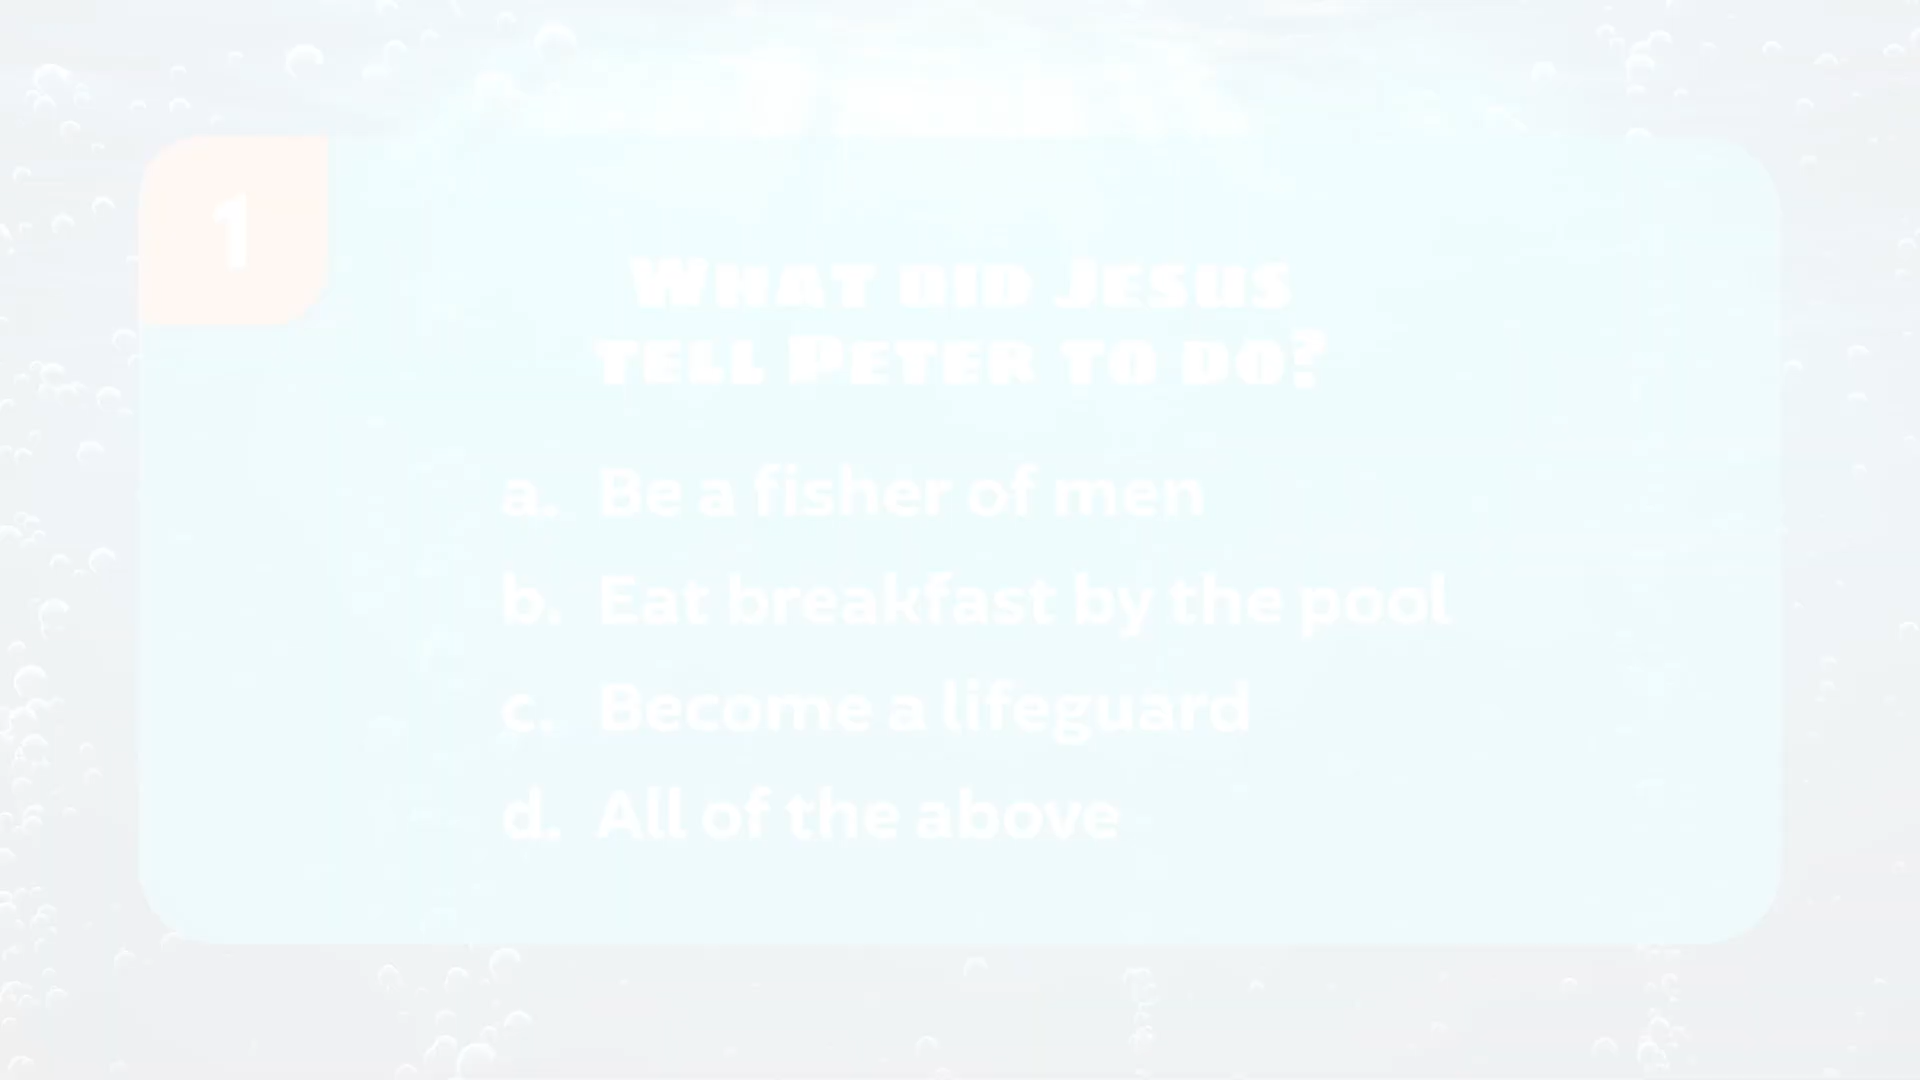 1
What did Jesus
tell Peter to do?
a. Be a fisher of men
b. Eat breakfast by the pool
c. Become a lifeguard
d. All of the above